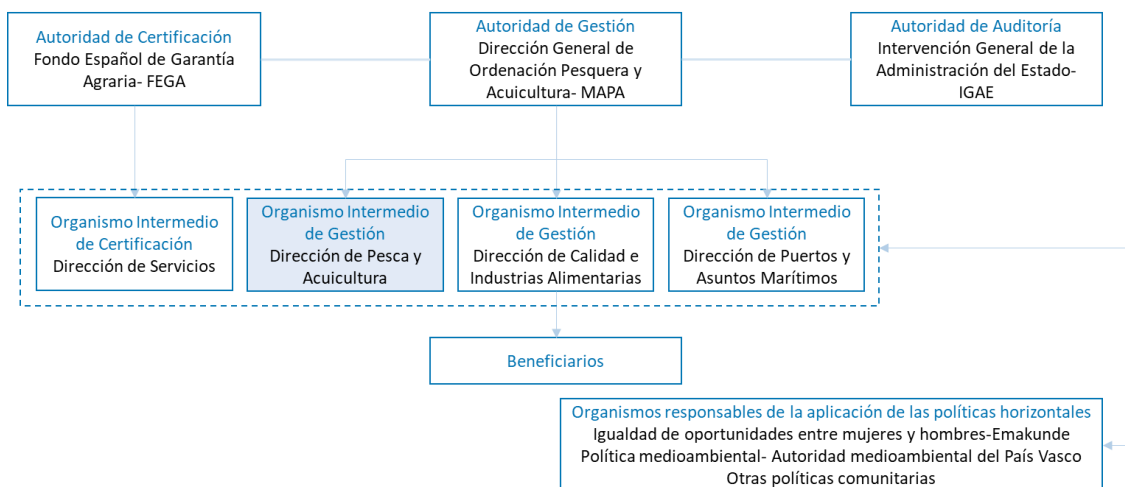 Autoridad de Certificación
Fondo Español de Garantía
Agraria- FEGA
Autoridad de Gestión
Dirección General de
Ordenación Pesquera y
Acuicultura- MAPA
Autoridad de Auditoría
Intervención General de la
Administración del Estado-
IGAE
Organismo Intermedio
de Certificación
Dirección de Servicios
Organismo Intermedio
de Gestión
Dirección de Pesca y
Acuicultura
Organismo Intermedio
de Gestión
Dirección de Calidad e
Industrias Alimentarias
Organismo Intermedio
de Gestión
Dirección de Puertos y
Asuntos Marítimos
Beneficiarios
Organismos responsables de la aplicación de las políticas horizontales
Igualdad de oportunidades entre mujeres y hombres-Emakunde
Política medioambiental- Autoridad medioambiental del País Vasco
Otras políticas comunitarias